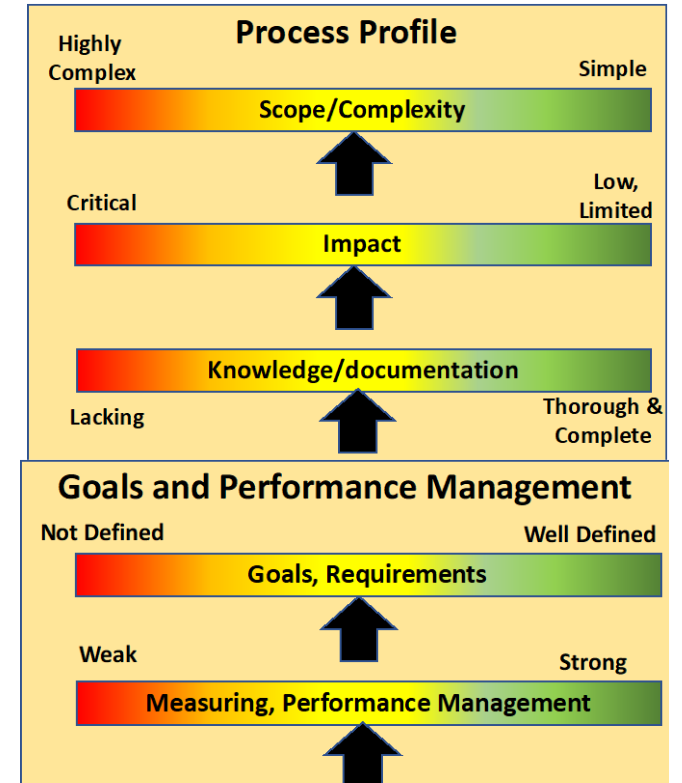 Process Profile
Highly
Complex
Simple
Scope/Complexity
Critical
Low,
Limited
Impact
Knowledge/documentation
Lacking
Thorough &
Complete
Goals and Performance Management
Not Defined
Well Defined
Goals, Requirements
Weak
Strong
Measuring, Performance Management